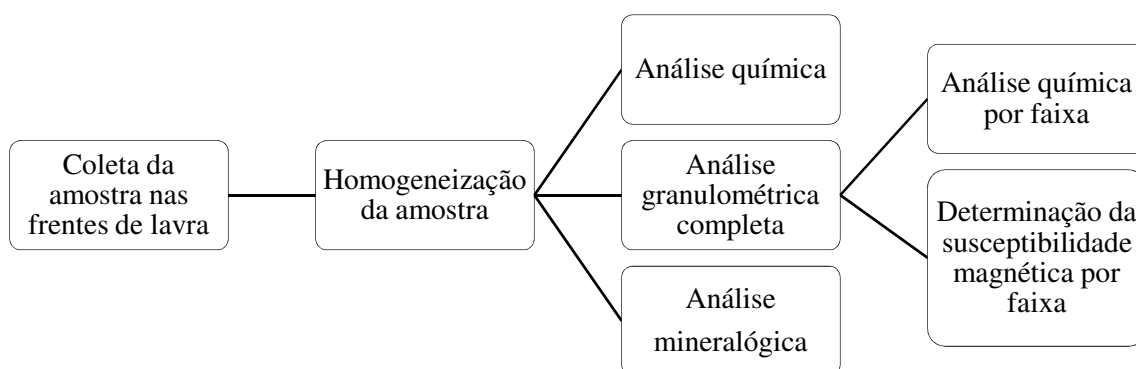 Coleta da
amostra nas
frentes de lavra
Homogeneização
da amostra
Análise química
Análise
granulométrica
completa
Análise
mineralógica
Análise química
por faixa
Determinação da
susceptibilidade
magnética por
faixa